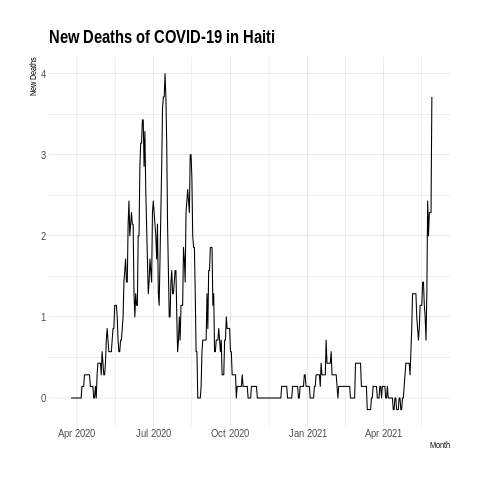 New Deaths of COVID-19 in Haiti
New Deaths
4
3
2
1
0
Apr 2020 Jul 2020 Oct 2020 Jan 2021 Apr 2021
Month